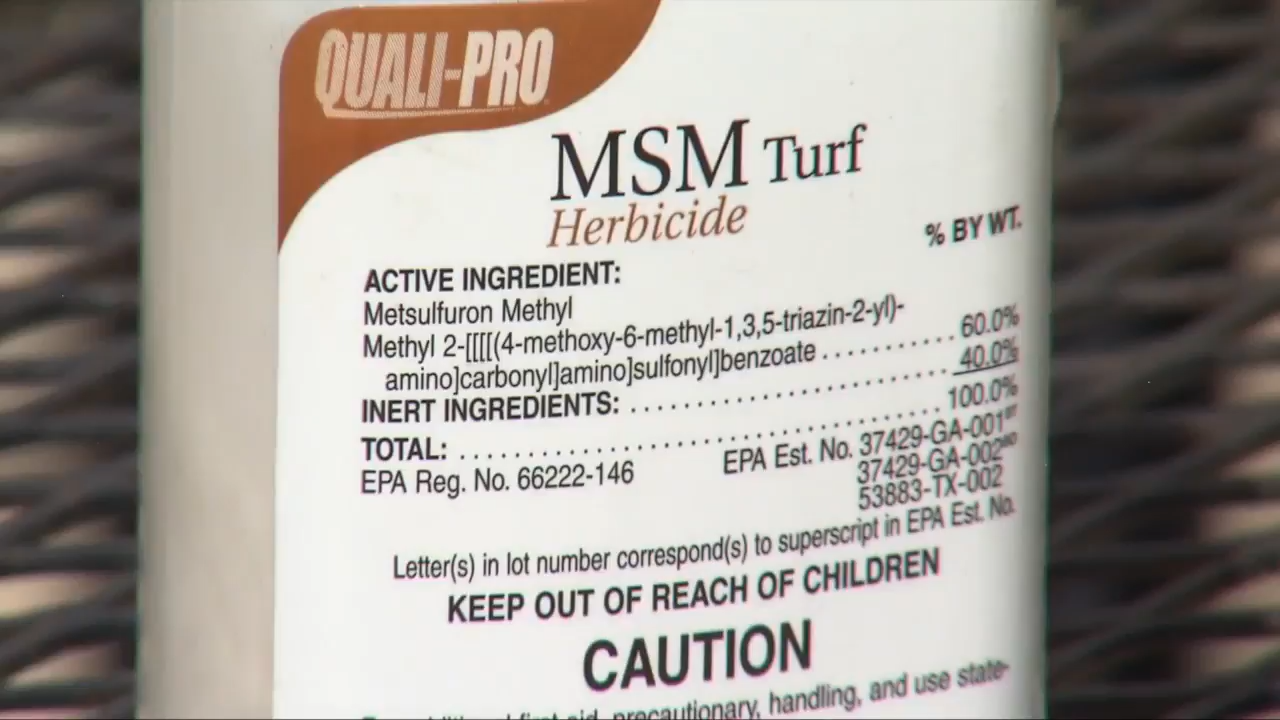 QUALI-PRO
MSM Turf
Herbicide
% BY WT.
ACTIVE INGREDIENT:
Metsulfuron Methyl
Methyl 2-[[[[(4-methoxy-6-methyl-1,3,5-triazin-2-yl)-
amino]carbonyl]amino]sulfonyl]benzoate . . . . . . . . . . . 60.0%
INERT INGREDIENTS: . . . . . . . . . . . . . . . . . . . . . . . . 40.0%
TOTAL: . . . . . . . . . . . . . . . . . . . . . . . . . . . . . . . . . 100.0%
EPA Reg. No. 66222-146 EPA Est. No. 37429-GA-001
37429-GA-002
53883-TX-002
Letter(s) in lot number correspond(s) to superscript in EPA Est. No.
KEEP OUT OF REACH OF CHILDREN
CAUTION
first aid, precautionary, handling, and use state-